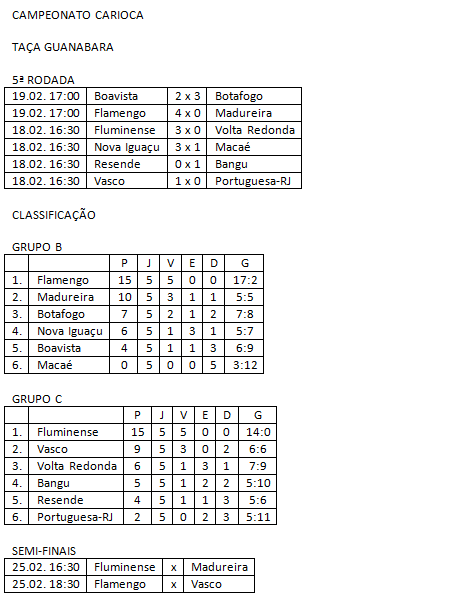 CAMPEONATO CARIOCA
TAÇA GUANABARA
5ª RODADA
19.02. 17:00 Boavista 2 x 3 Botafogo
19.02. 17:00 Flamengo 4 x 0 Madureira
18.02. 16:30 Fluminense 3 x 0 Volta Redonda
18.02. 16:30 Nova Iguaçu 3 x 1 Macaé
18.02. 16:30 Resende 0 x 1 Bangu
18.02. 16:30 Vasco 1 x 0 Portuguesa-RJ
CLASSIFICAÇÃO
GRUPO B
P J V E D G
1. Flamengo 15 5 5 0 0 17:2
2. Madureira 10 5 3 1 1 5:5
3. Botafogo 7 5 2 1 2 7:8
4. Nova Iguaçu 6 5 1 3 1 5:7
5. Boavista 4 5 1 1 3 6:9
6. Macaé 0 5 0 0 5 3:12
GRUPO C
P J V E D G
1. Fluminense 15 5 5 0 0 14:0
2. Vasco 9 5 3 0 2 6:6
3. Volta Redonda 6 5 1 3 1 7:9
4. Bangu 5 5 1 2 2 5:10
5. Resende 4 5 1 1 3 5:6
6. Portuguesa-RJ 2 5 0 2 3 5:11
SEMI-FINAIS
25.02. 16:30 Fluminense x Madureira
25.02. 18:30 Flamengo x Vasco